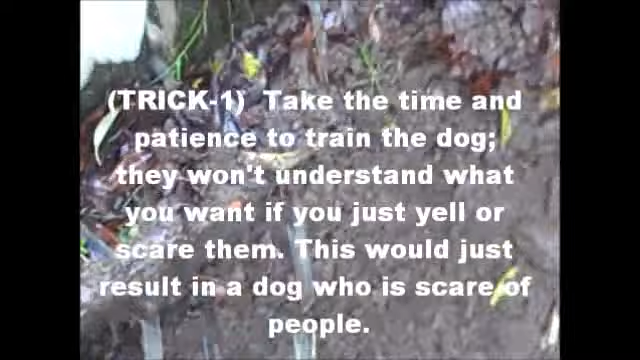 (TRICK-1)  Take the time and
patience to train the dog;
they won't understand what
you want if you just yell or
scare them. This would just
result in a dog who is scare of
people.